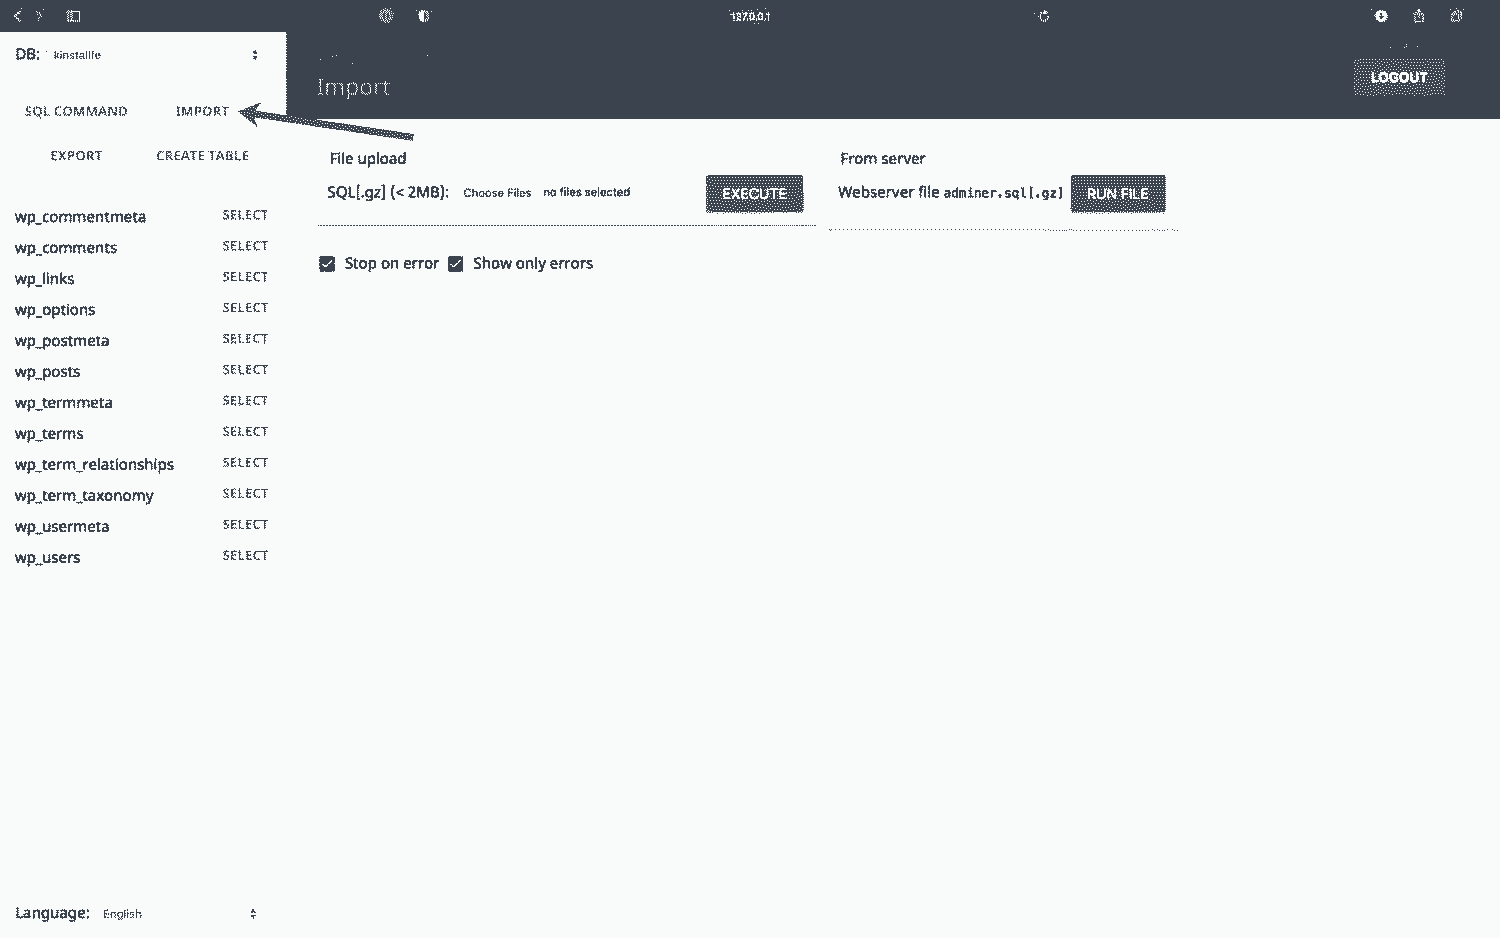 127.0.0.1
DB: kinstalife
Import
LOGOUT
SQL COMMAND IMPORT
EXPORT CREATE TABLE
File upload
SQL[.gz] (< 2MB): Choose Files no files selected EXECUTE
From server
Webserver file adminer.sql[.gz] RUN FILE
Stop on error Show only errors
wp_commentmeta SELECT
wp_comments SELECT
wp_links SELECT
wp_options SELECT
wp_postmeta SELECT
wp_posts SELECT
wp_termmeta SELECT
wp_terms SELECT
wp_term_relationships SELECT
wp_term_taxonomy SELECT
wp_usermeta SELECT
wp_users SELECT
Language: English